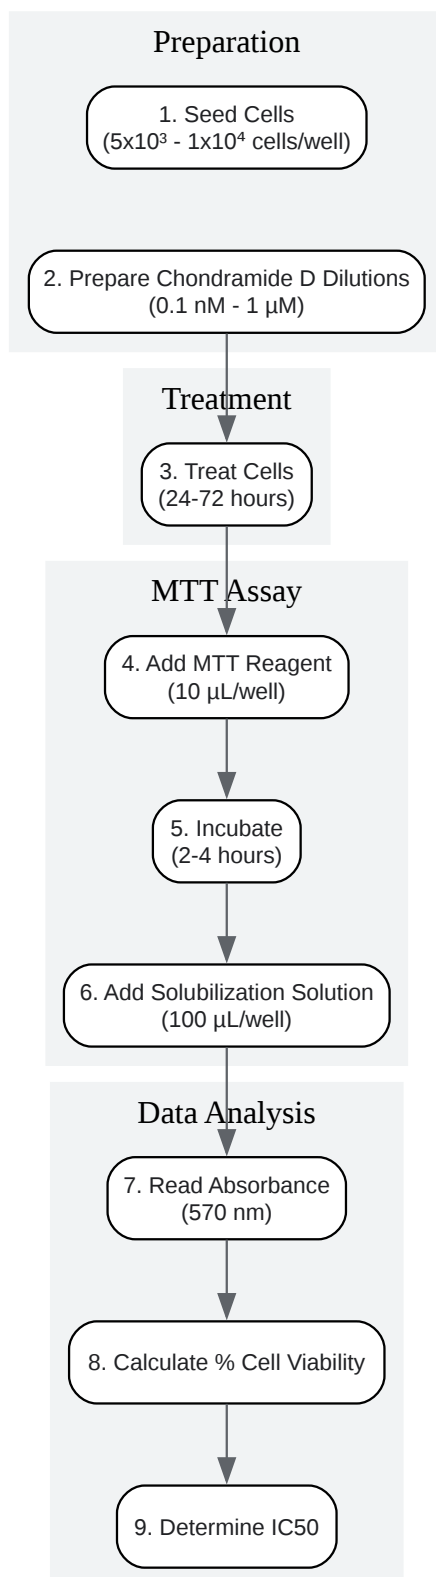 Preparation
1. Seed Cells
(5x10³ - 1x10⁴ cells/well)
2. Prepare Chondramide D Dilutions
(0.1 nM - 1 µM)
Treatment
3. Treat Cells
(24-72 hours)
MTT Assay
4. Add MTT Reagent
(10 µL/well)
5. Incubate
(2-4 hours)
6. Add Solubilization Solution
(100 µL/well)
Data Analysis
7. Read Absorbance
(570 nm)
8. Calculate % Cell Viability
9. Determine IC50